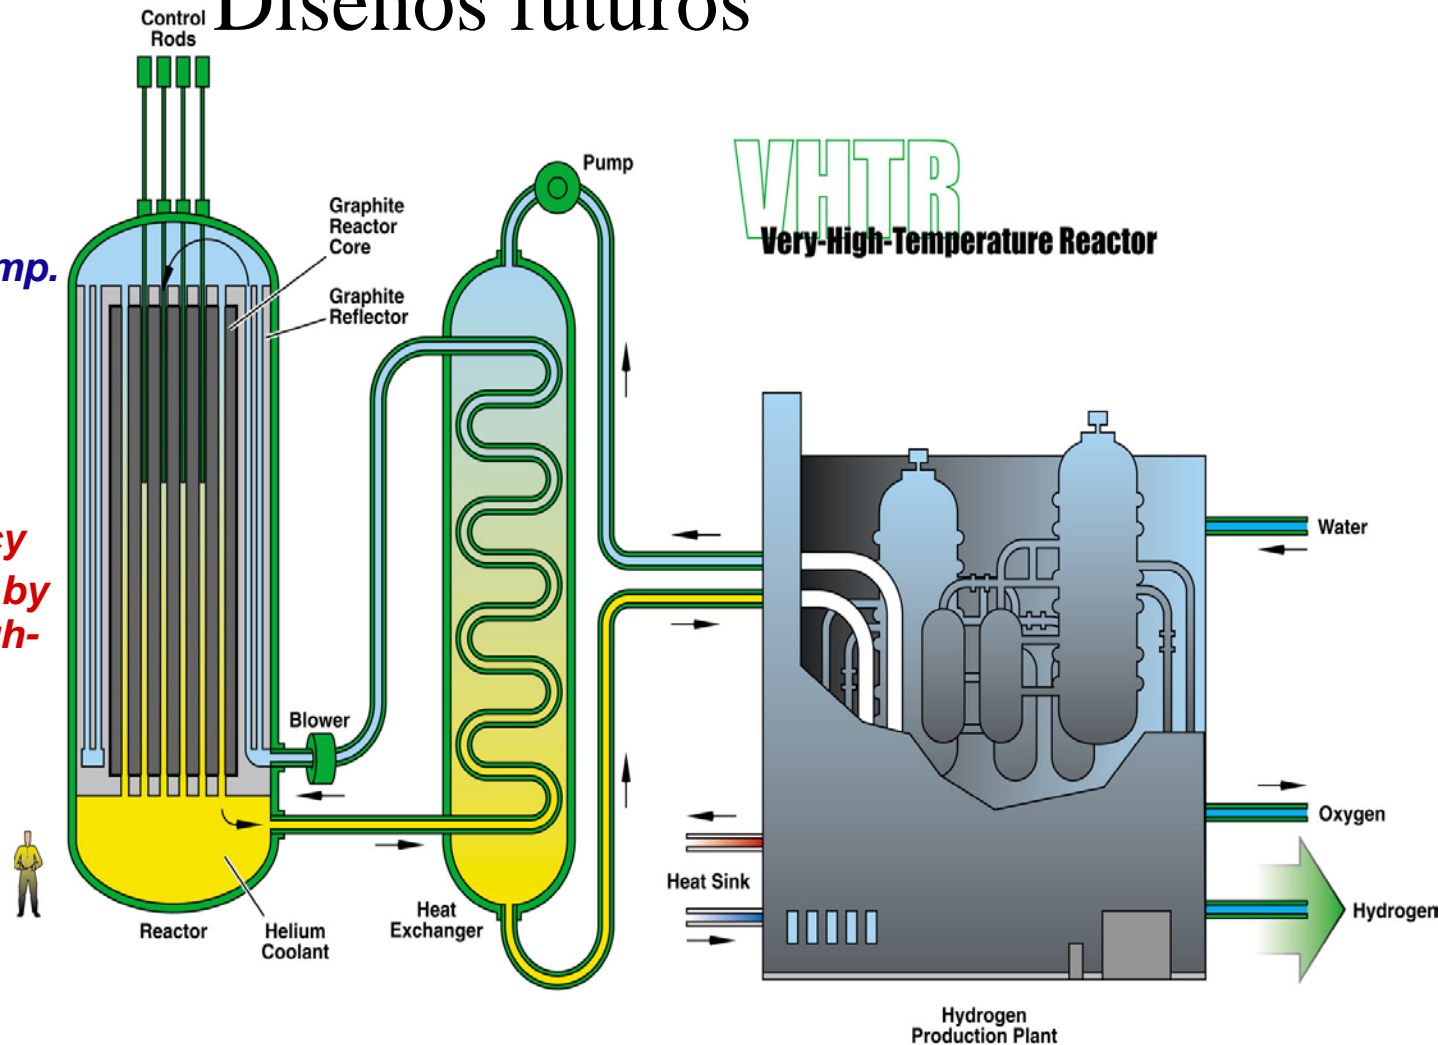 Diseños futuros
Control
Rods
Pump
VHTR
Very-High-Temperature Reactor
Graphite
Reactor
Core
Graphite
Reflector
by
Blower
Water
Oxygen
Hydrogen
Heat Sink
Reactor
Helium
Coolant
Heat
Exchanger
Hydrogen
Production Plant